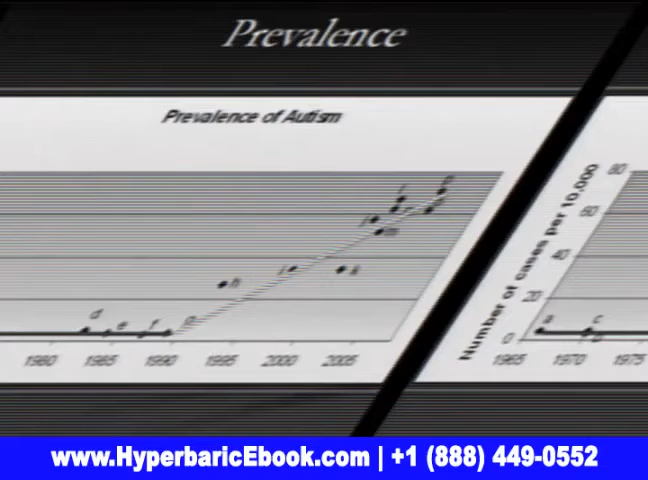 Prevalence
Prevalence of Autism
Number of cases per 10,000
80
60
40
20
0
d
e
f
n
a
c
1980 1985 1990 1995 2000 2005
1965 1970 1975
www.HyperbaricEbook.com | +1 (888) 449-0552